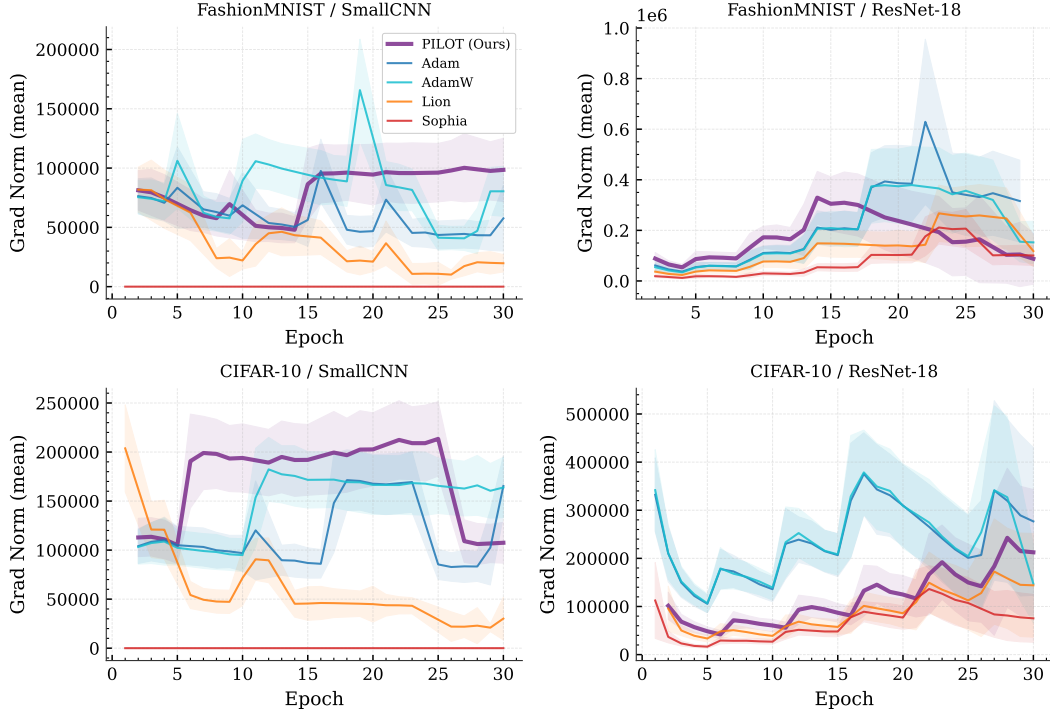 FashionMNIST / SmallCNN
Grad Norm (mean)
200000
150000
100000
50000
0
PILOT (Ours)
Adam
AdamW
Lion
Sophia
0 5 10 15 20 25 30
Epoch
FashionMNIST / ResNet-18
1e6
Grad Norm (mean)
1.0
0.8
0.6
0.4
0.2
0.0
5 10 15 20 25 30
Epoch
CIFAR-10 / SmallCNN
Grad Norm (mean)
250000
200000
150000
100000
50000
0
0 5 10 15 20 25 30
Epoch
CIFAR-10 / ResNet-18
Grad Norm (mean)
500000
400000
300000
200000
100000
0
0 5 10 15 20 25 30
Epoch